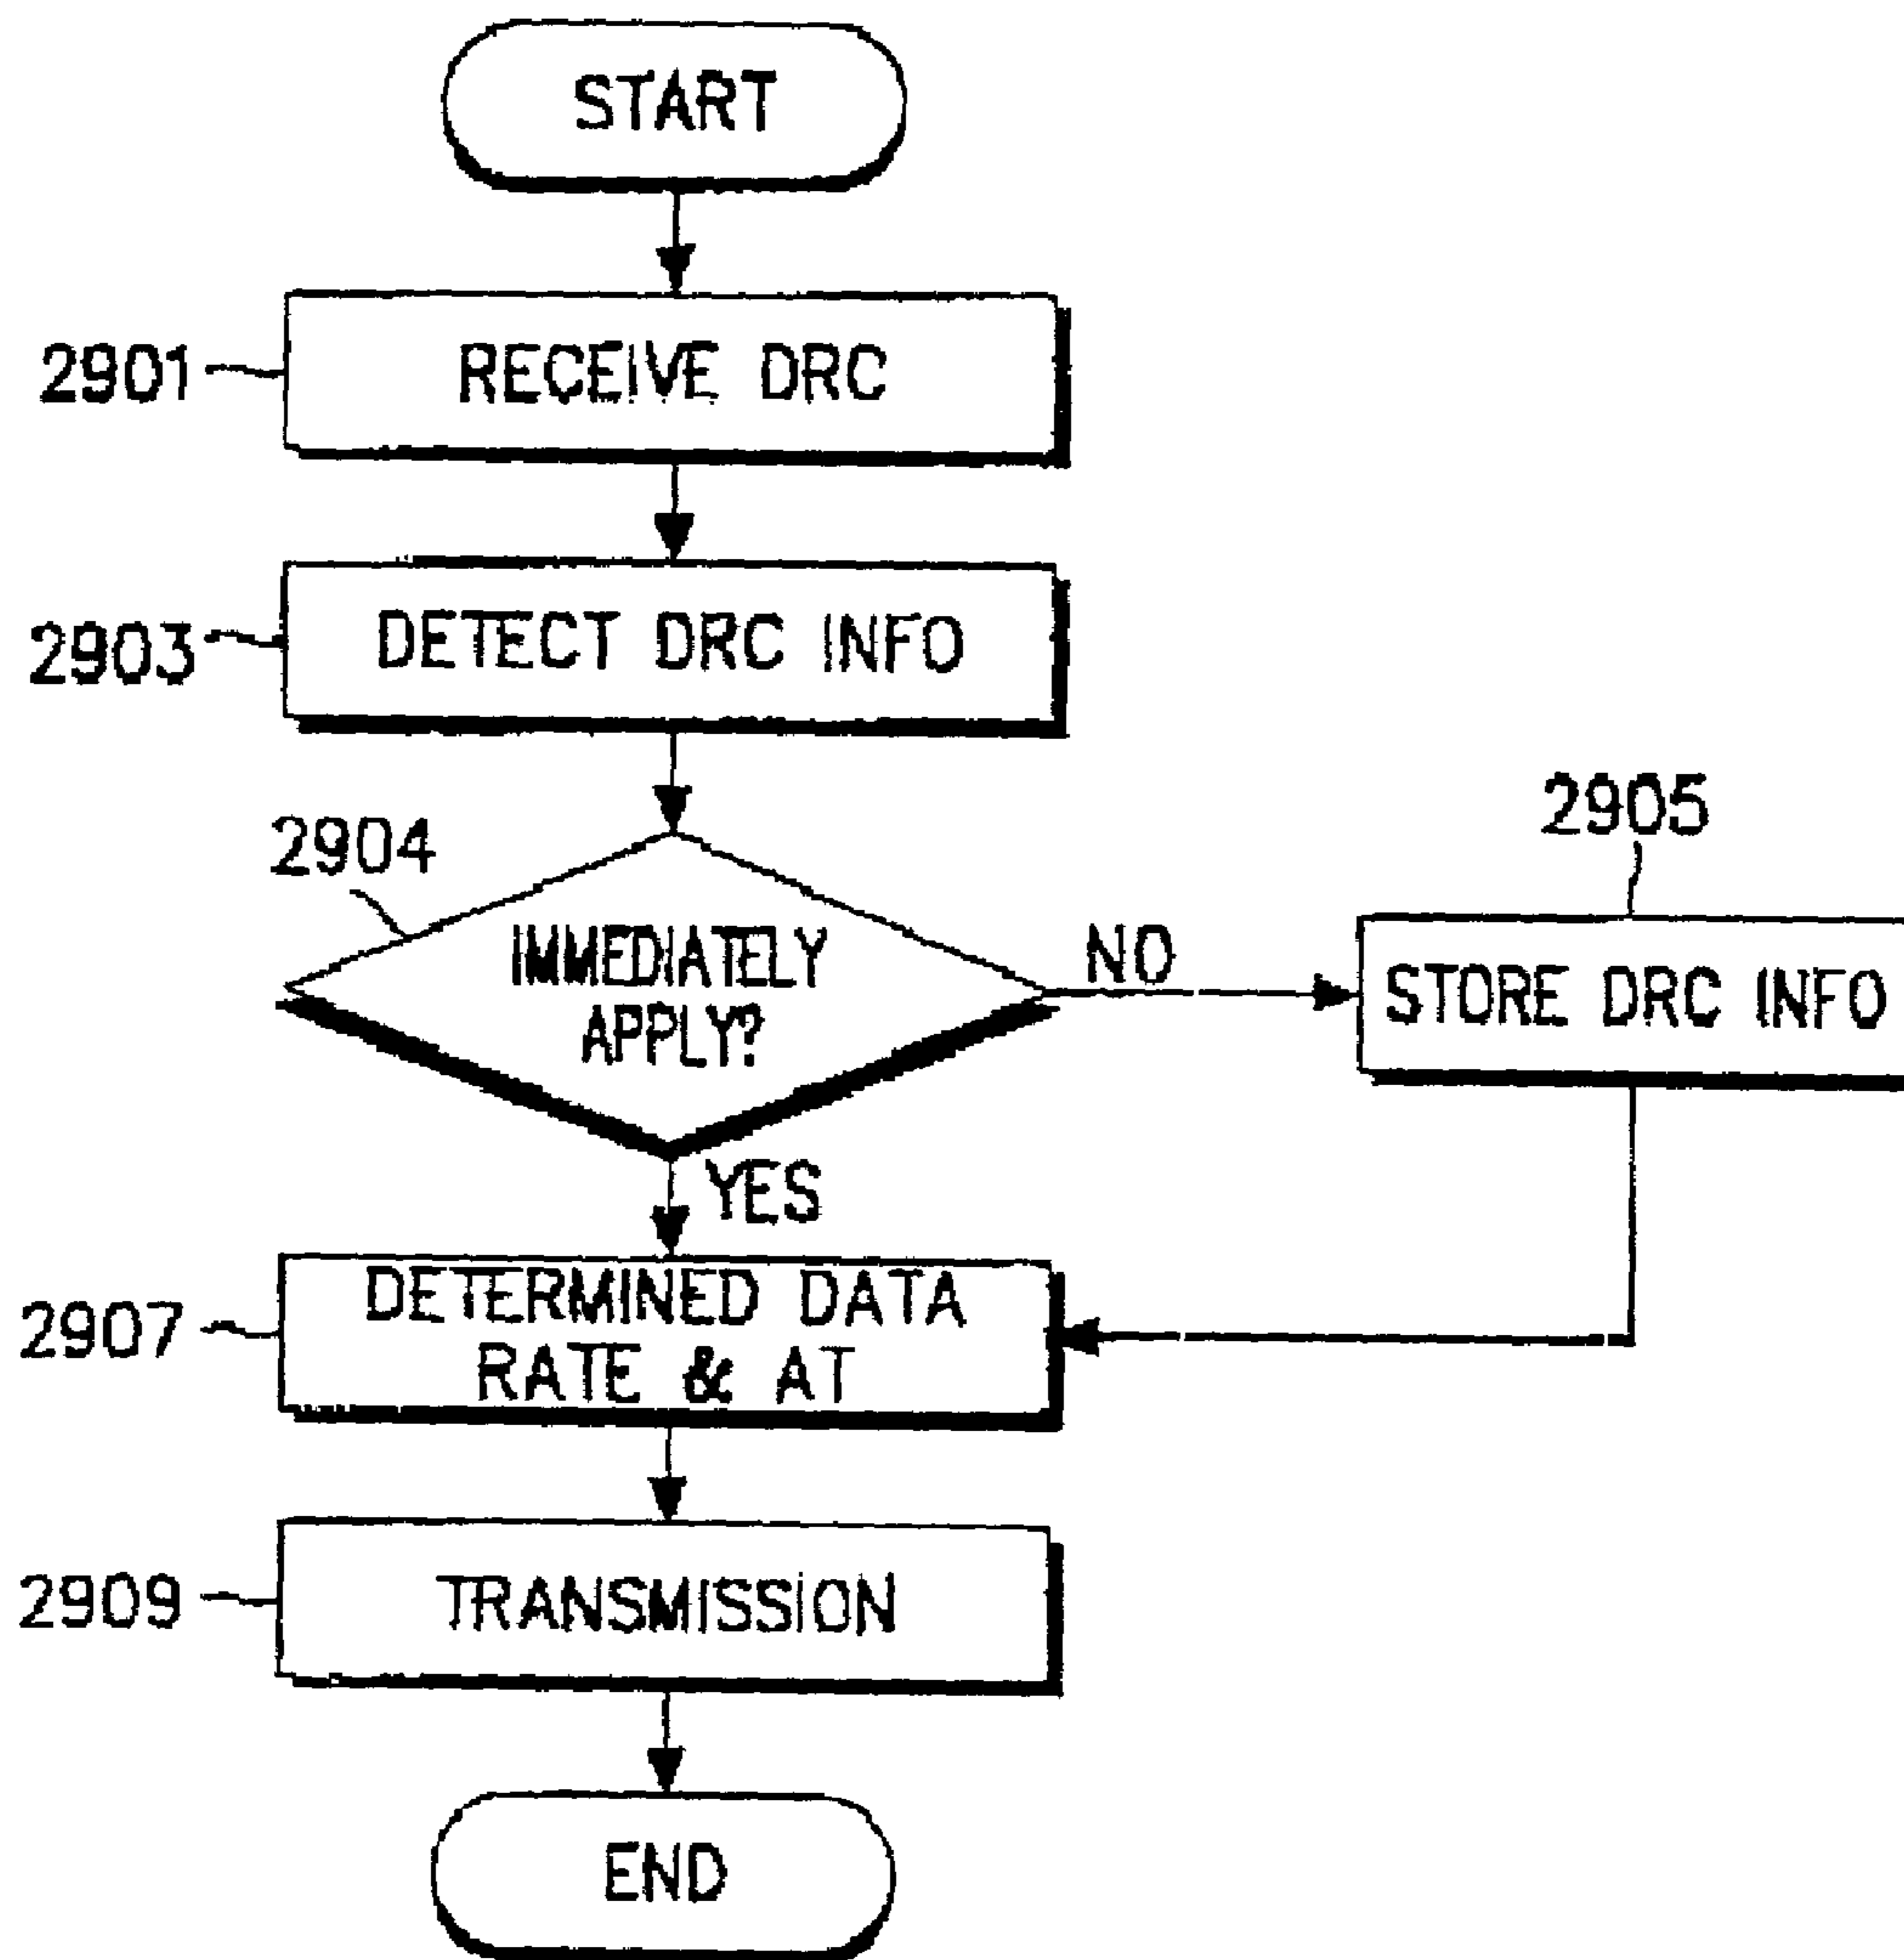 START
2901
RECEIVE DRC
2903
DETECT DRC INFO
2904
IMMEDIATELY
APPLY?
NO
2905
STORE DRC INFO
YES
2907
DETERMINED DATA
RATE & AT
2909
TRANSMISSION
END